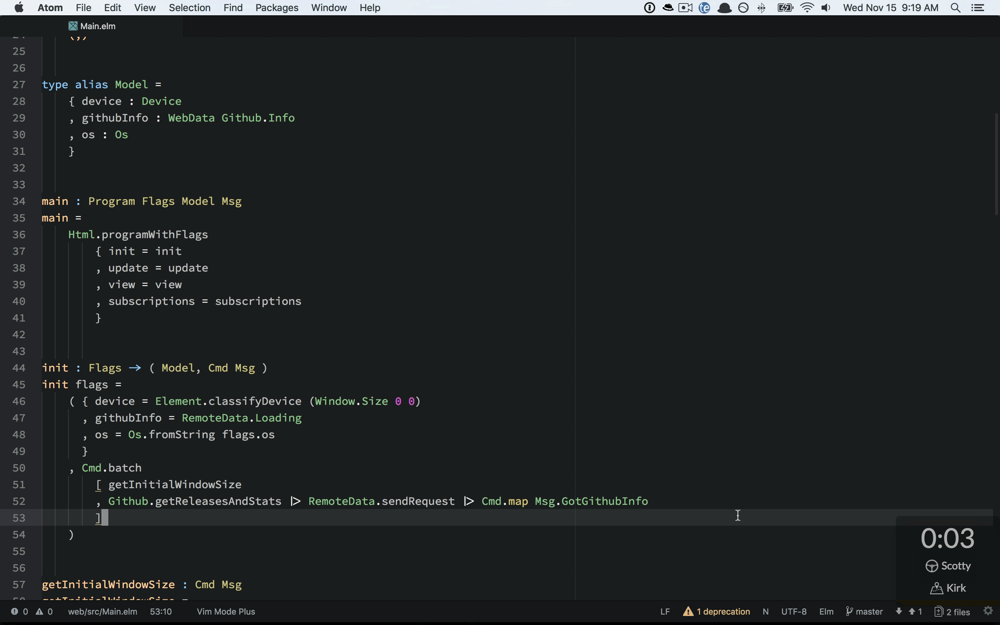 Atom File Edit View Selection Find Packages Window Help te Wed Nov 15 9:19 AM
Main.elm
25
26
27 type alias Model =
28 { device : Device
29 , githubInfo : WebData Github.Info
30 , os : Os
31 }
32
33
34 main : Program Flags Model Msg
35 main =
36 Html.programWithFlags
37 { init = init
38 , update = update
39 , view = view
40 , subscriptions = subscriptions
41 }
42
43
44 init : Flags → ( Model, Cmd Msg )
45 init flags =
46 ( { device = Element.classifyDevice (Window.Size 0 0)
47 , githubInfo = RemoteData.Loading
48 , os = Os.fromString flags.os
49 }
50 , Cmd.batch
51 [ getInitialWindowSize
52 , Github.getReleasesAndStats |> RemoteData.sendRequest |> Cmd.map Msg.GotGithubInfo
53 ]
54 )
55
56
57 getInitialWindowSize : Cmd Msg
0:03
Scotty
Kirk
0 0 web/src/Main.elm 53:10 Vim Mode Plus LF 1 deprecation N UTF-8 Elm master 1 2 files